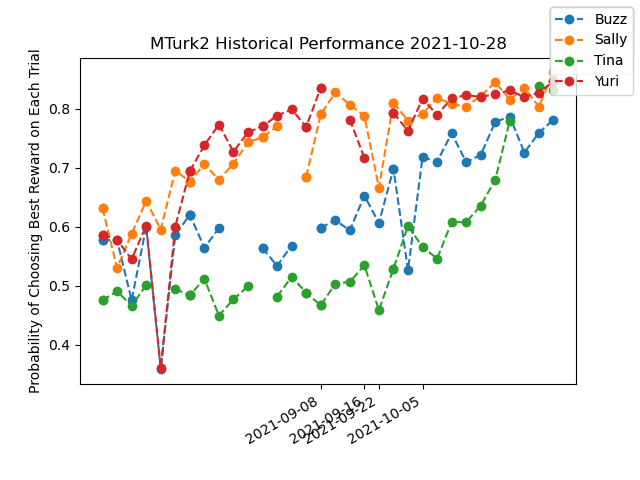 MTurk2 Historical Performance 2021-10-28
Buzz
Sally
Tina
Yuri
Probability of Choosing Best Reward on Each Trial
0.8
0.7
0.6
0.5
0.4
2021-09-08
2021-09-16
2021-09-22
2021-10-05